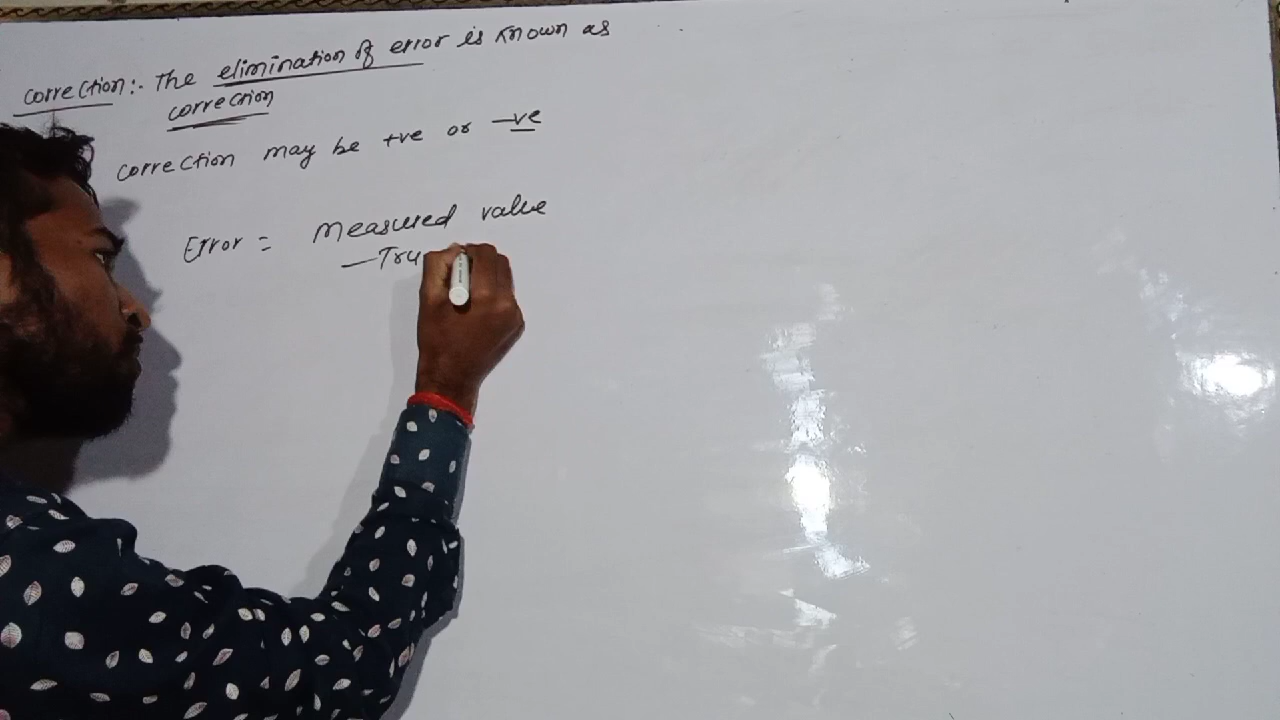 correction:- The elimination of error is known as
correction
correction may be +ve or -ve
Error = Measured value
- Tru